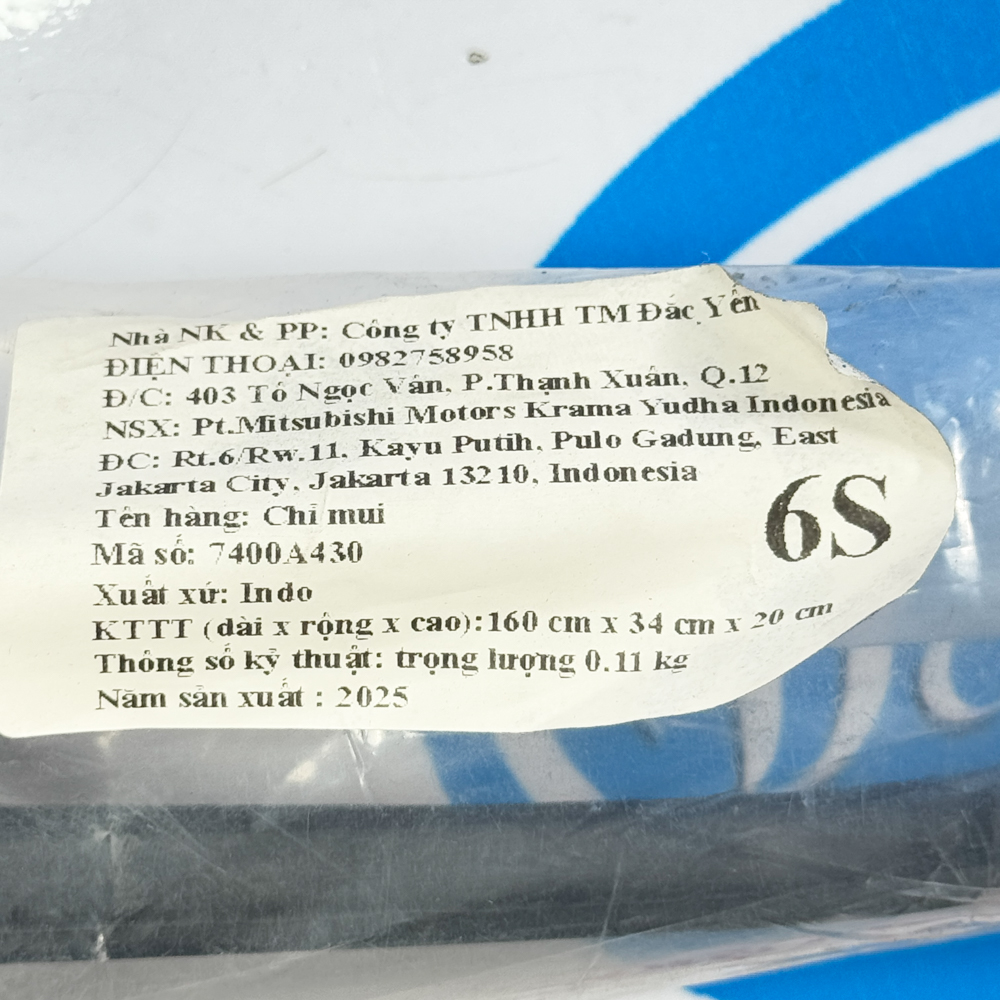 Nhà NK & PP: Công ty TNHH TM Đắc Yến
ĐIỆN THOẠI: 0982758958
Đ/C: 403 Tô Ngọc Vân, P.Thạnh Xuân, Q.12
NSX: Pt.Mitsubishi Motors Krama Yudha Indonesia
ĐC: Rt.6/Rw.11, Kayu Putih, Pulo Gadung, East
Jakarta City, Jakarta 13210, Indonesia
Tên hàng: Chỉ mui
Mã số: 7400A430
Xuất xứ: Indo
KTTT (dài x rộng x cao):160 cm x 34 cm x 20 cm
Thông số kỹ thuật: trọng lượng 0.11 kg
Năm sản xuất : 2025
6S